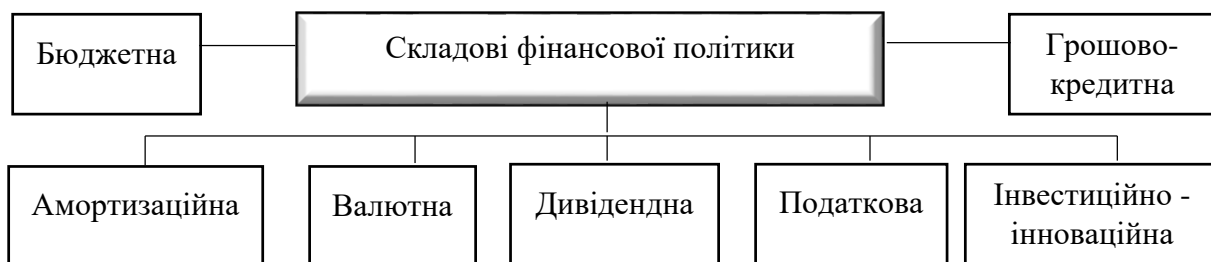 Бюджетна
Складові фінансової політики
Грошово-
кредитна
Амортизаційна
Валютна
Дивідендна
Податкова
Інвестиційно -
інноваційна